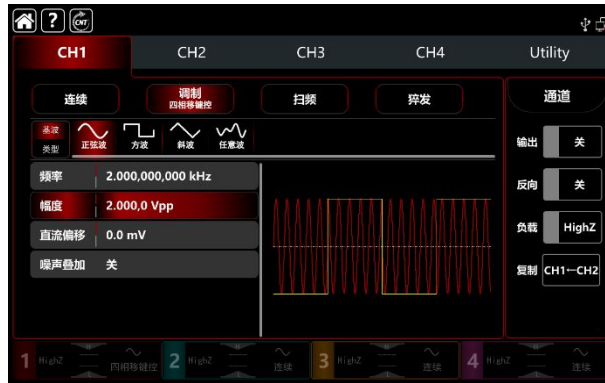 ? CNT
CH1 CH2 CH3 CH4 Utility
连续 调制 扫频 猝发 通道
四相移键控
基波
类型 正弦波 方波 斜波 任意波
输出 关
频率 2.000,000,000 kHz
反向 关
幅度 2.000,0 Vpp
直流偏移 0.0 mV
负载 HighZ
噪声叠加 关
复制 CH1←CH2
1 HighZ 四相移键控 2 HighZ 连续 3 HighZ 连续 4 HighZ 连续